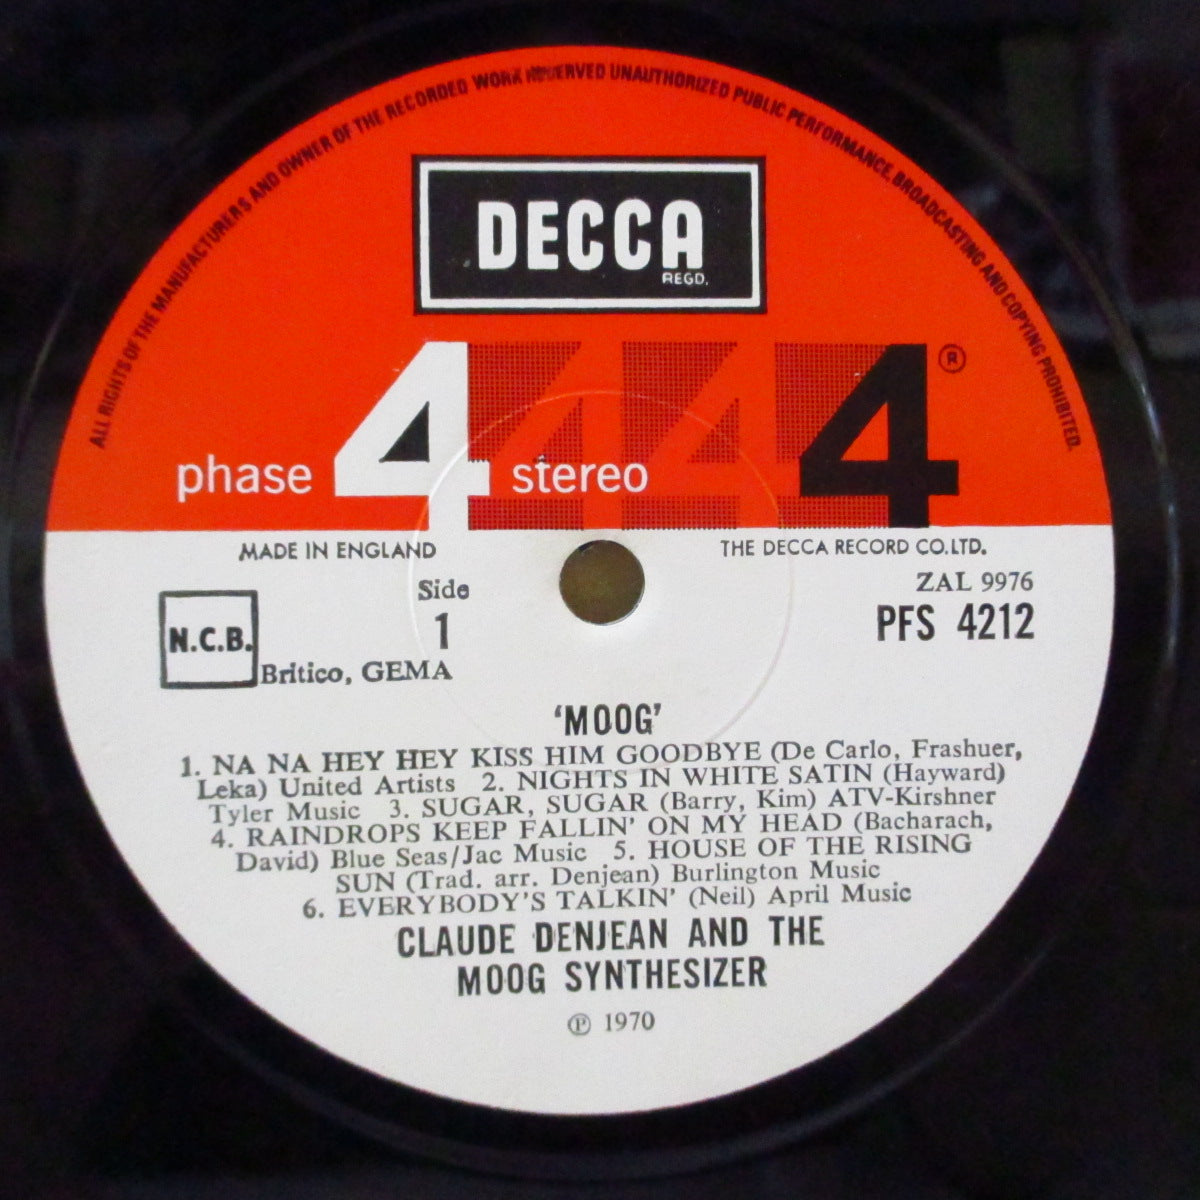 ALL RIGHTS OF THE MANUFACTURERS AND OWNER OF THE RECORDED WORK RESERVED UNAUTHORIZED PUBLIC PERFORMANCE, BROADCASTING AND COPYING PROHIBITED.
DECCA
REGD.
phase 4 stereo 4 4 4 ®
MADE IN ENGLAND
THE DECCA RECORD CO. LTD.
Side
1
ZAL 9976
PFS 4212
N.C.B.
Britico, GEMA
‘MOOG’
1. NA NA HEY HEY KISS HIM GOODBYE (De Carlo, Frashuer,
Leka) United Artists 2. NIGHTS IN WHITE SATIN (Hayward)
Tyler Music 3. SUGAR, SUGAR (Barry, Kim) ATV-Kirshner
4. RAINDROPS KEEP FALLIN' ON MY HEAD (Bacharach,
David) Blue Seas/Jac Music 5. HOUSE OF THE RISING
SUN (Trad. arr. Denjean) Burlington Music
6. EVERYBODY'S TALKIN' (Neil) April Music
CLAUDE DENJEAN AND THE
MOOG SYNTHESIZER
℗ 1970